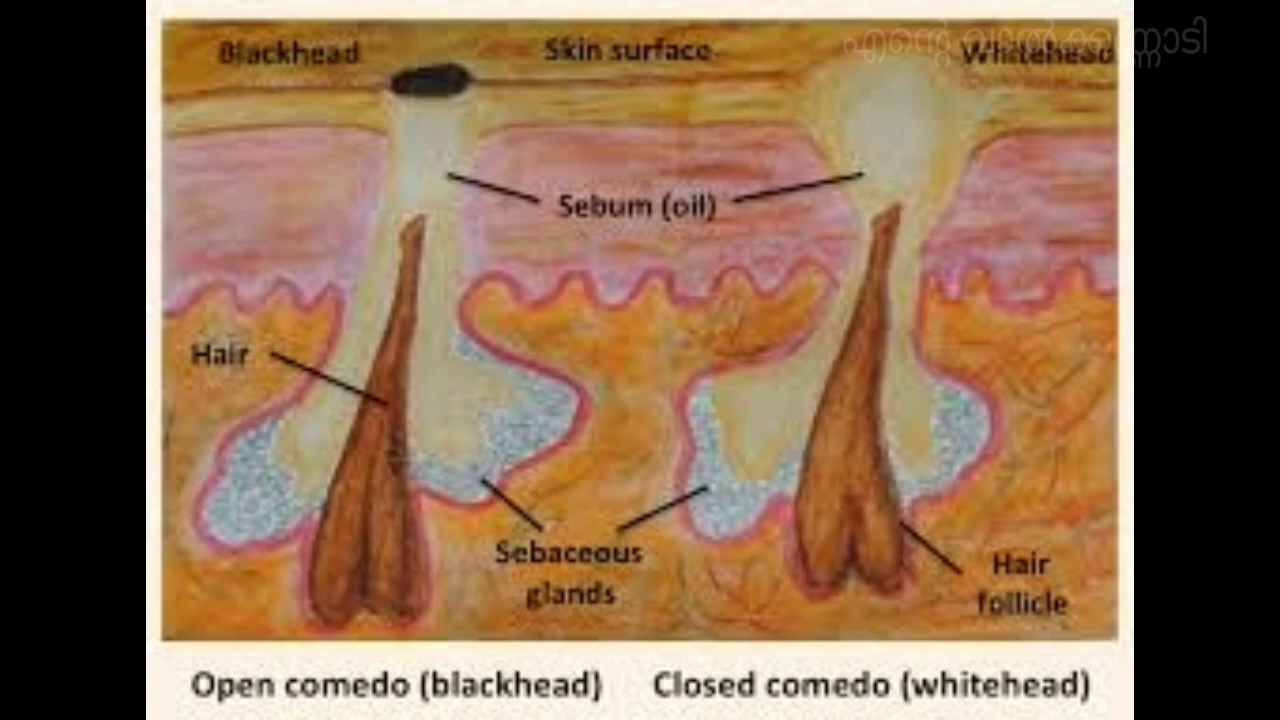 Blackhead
Skin surface
Whitehead
Sebum (oil)
Hair
Sebaceous
glands
Hair
follicle
Open comedo (blackhead)
Closed comedo (whitehead)